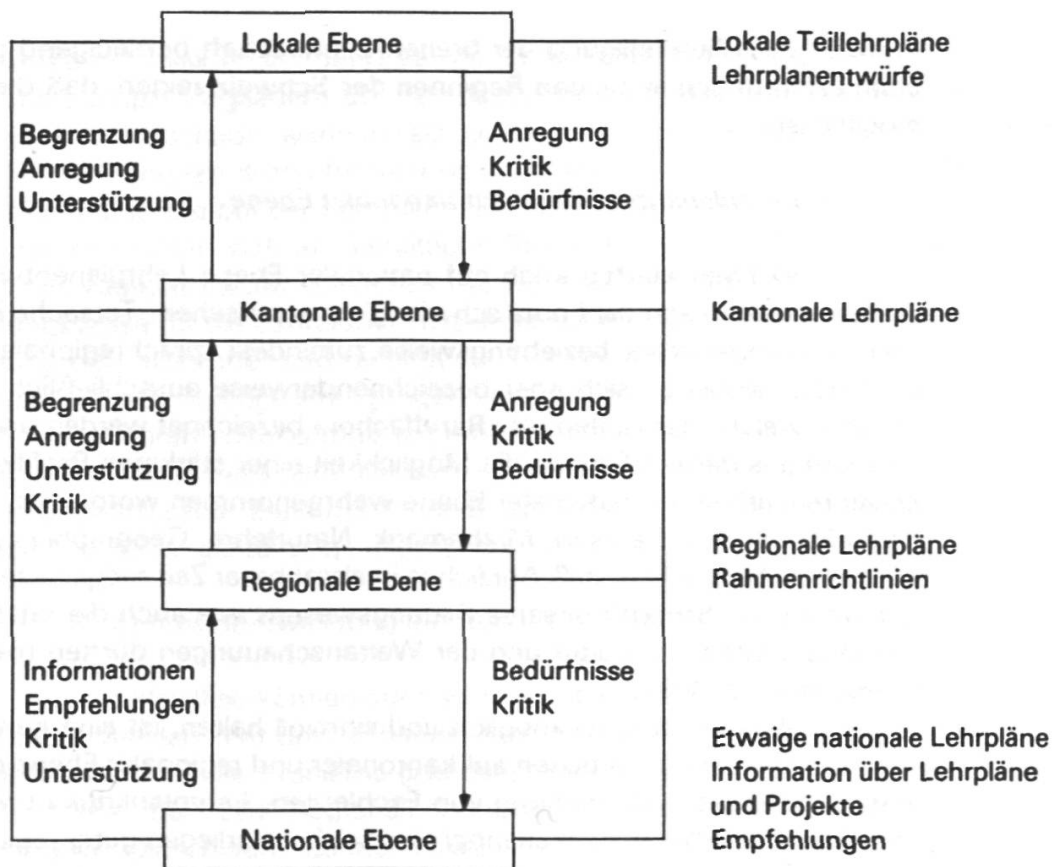 Lokale Ebene
Lokale Teillehrpläne
Lehrplanentwürfe
Begrenzung
Anregung
Unterstützung
Anregung
Kritik
Bedürfnisse
Kantonale Ebene
Kantonale Lehrpläne
Begrenzung
Anregung
Unterstützung
Kritik
Anregung
Kritik
Bedürfnisse
Regionale Ebene
Regionale Lehrpläne
Rahmenrichtlinien
Informationen
Empfehlungen
Kritik
Unterstützung
Bedürfnisse
Kritik
Nationale Ebene
Etwaige nationale Lehrpläne
Information über Lehrpläne
und Projekte
Empfehlungen